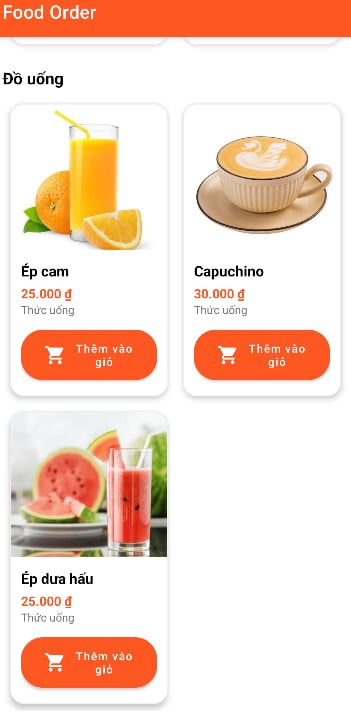 Food Order
Đồ uống
Ép cam
25.000 ₫
Thức uống
Thêm vào
giỏ
Capuchino
30.000 ₫
Thức uống
Thêm vào
giỏ
Ép dưa hấu
25.000 ₫
Thức uống
Thêm vào
giỏ